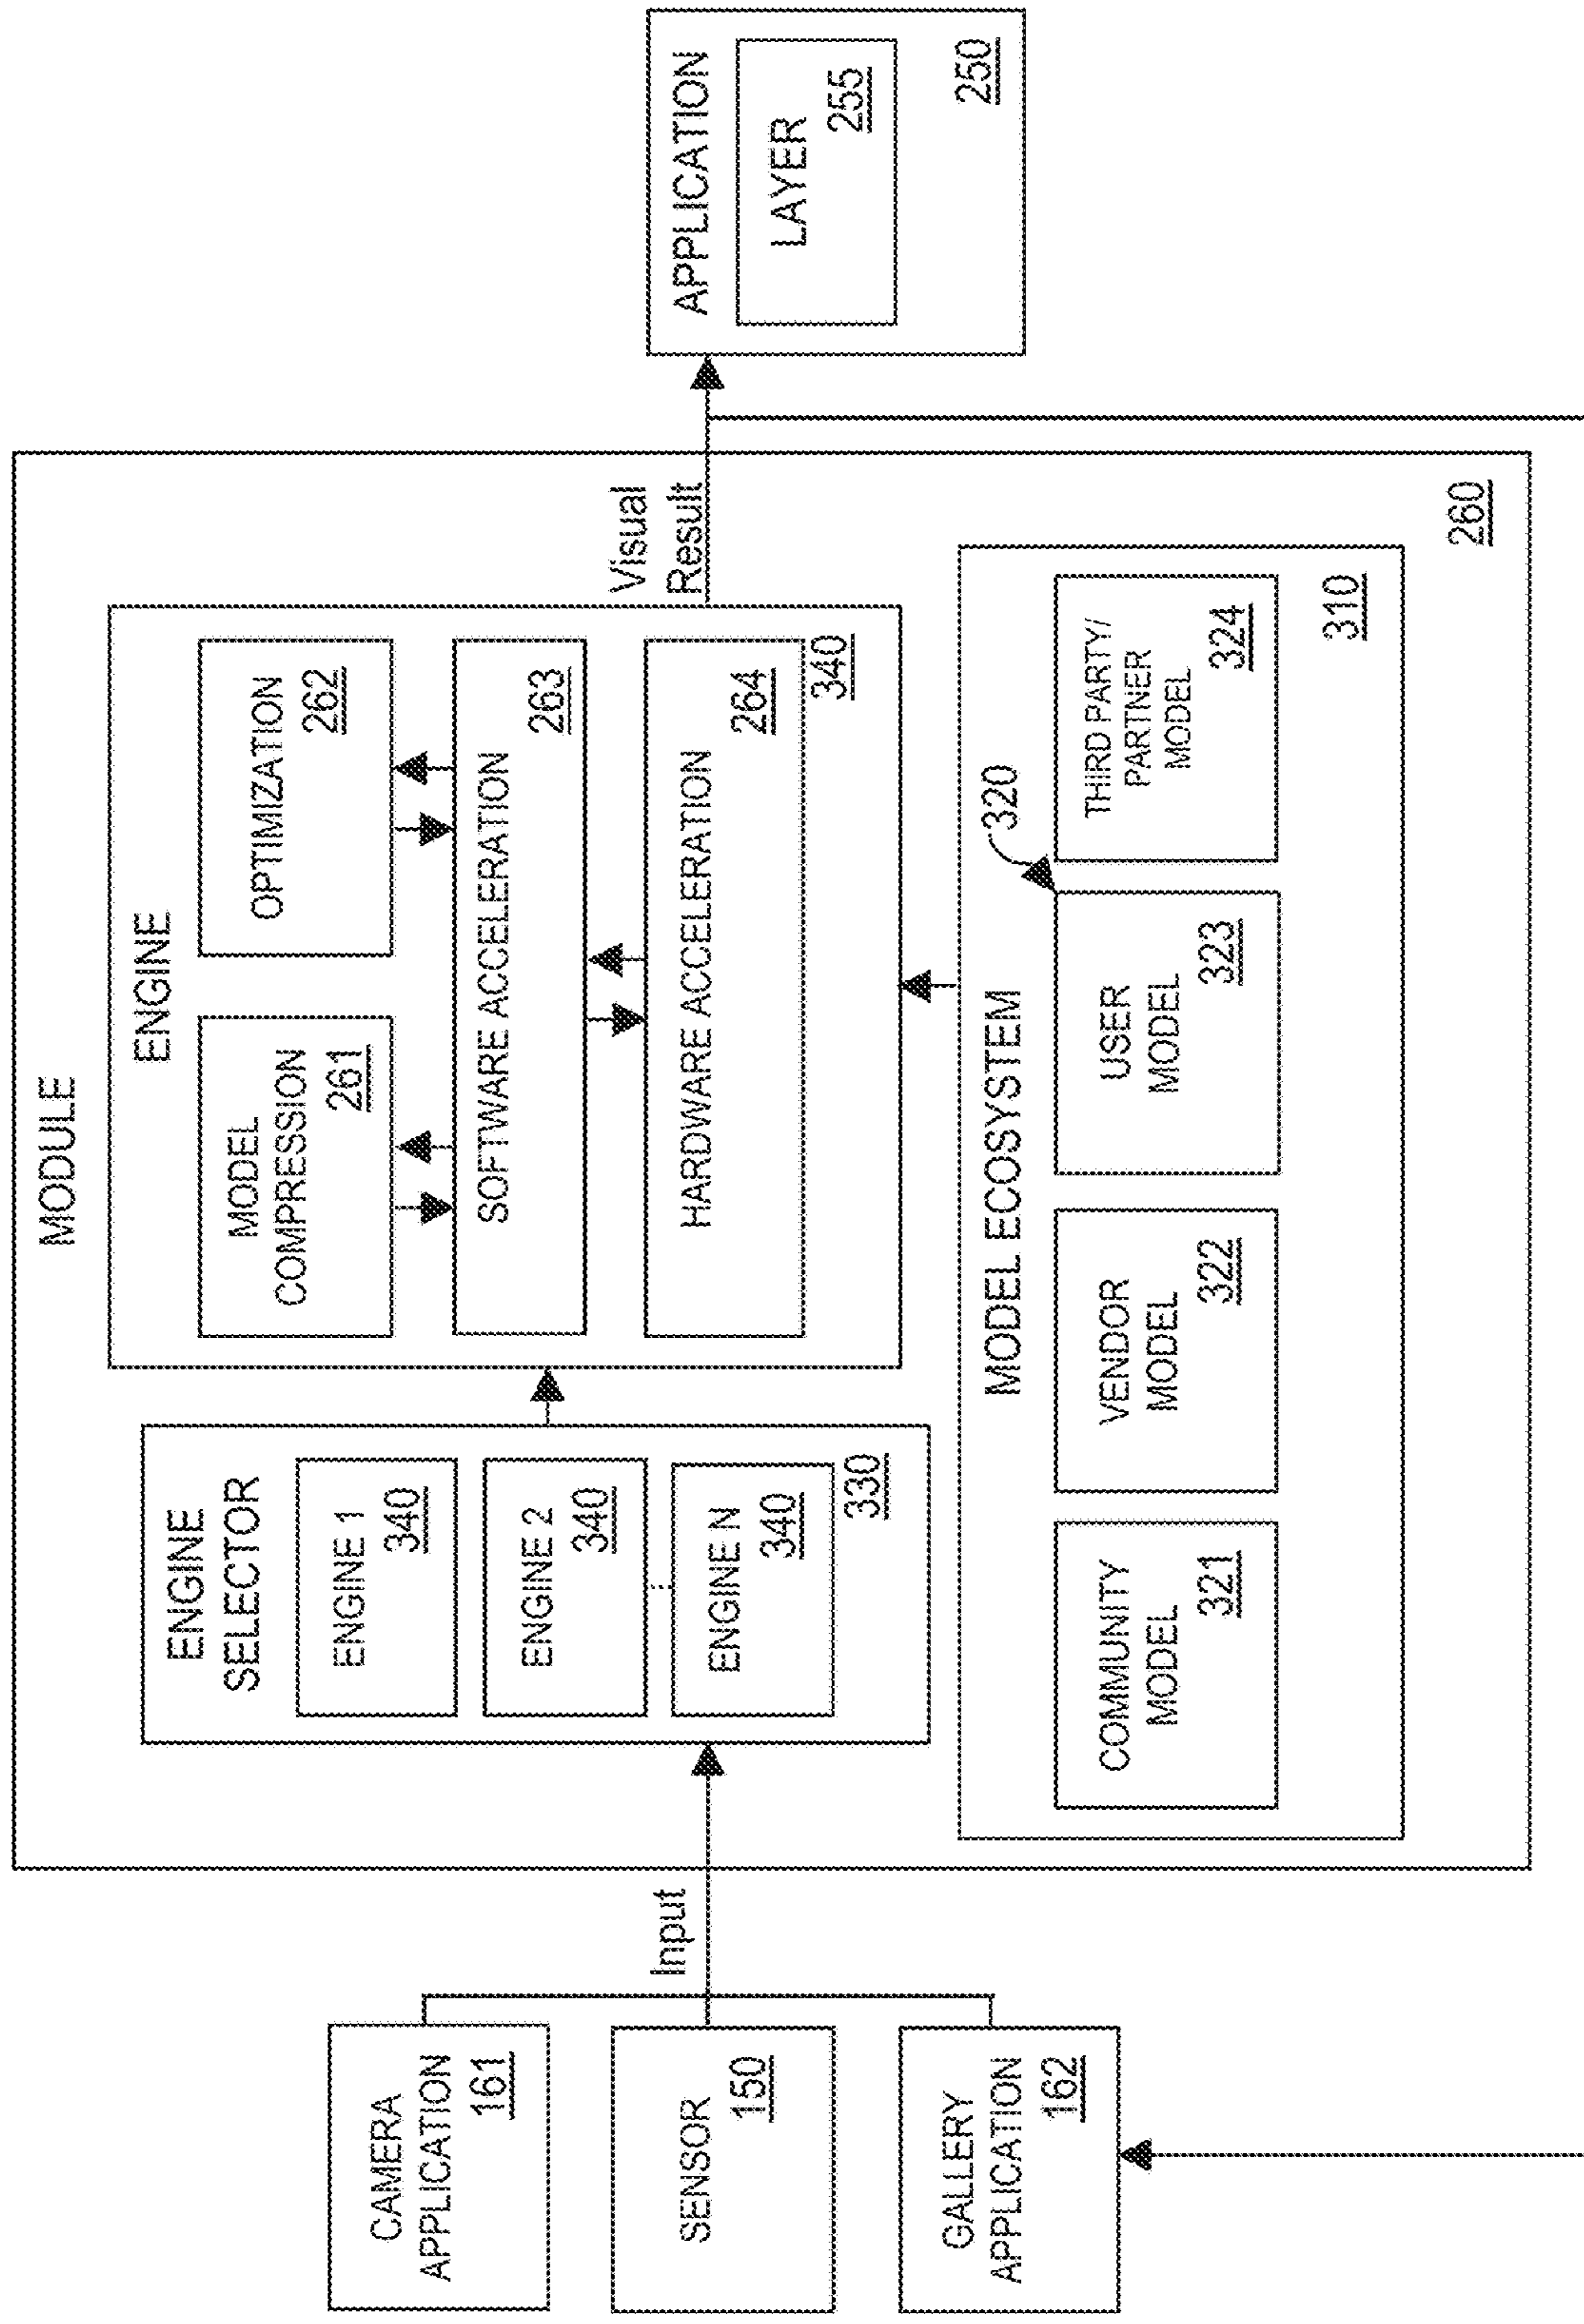 CAMERA
APPLICATION
161
SENSOR
150
GALLERY
APPLICATION
162
Input
MODULE
ENGINE
SELECTOR
ENGINE 1
340
ENGINE 2
340
ENGINE N
340
330
ENGINE
MODEL
COMPRESSION
261
OPTIMIZATION
262
SOFTWARE ACCELERATION
263
HARDWARE ACCELERATION
264
340
MODEL ECOSYSTEM
320
COMMUNITY
MODEL
321
VENDOR
MODEL
322
USER
MODEL
323
THIRD PARTY/
PARTNER
MODEL
324
310
260
Visual
Result
APPLICATION
LAYER
255
250